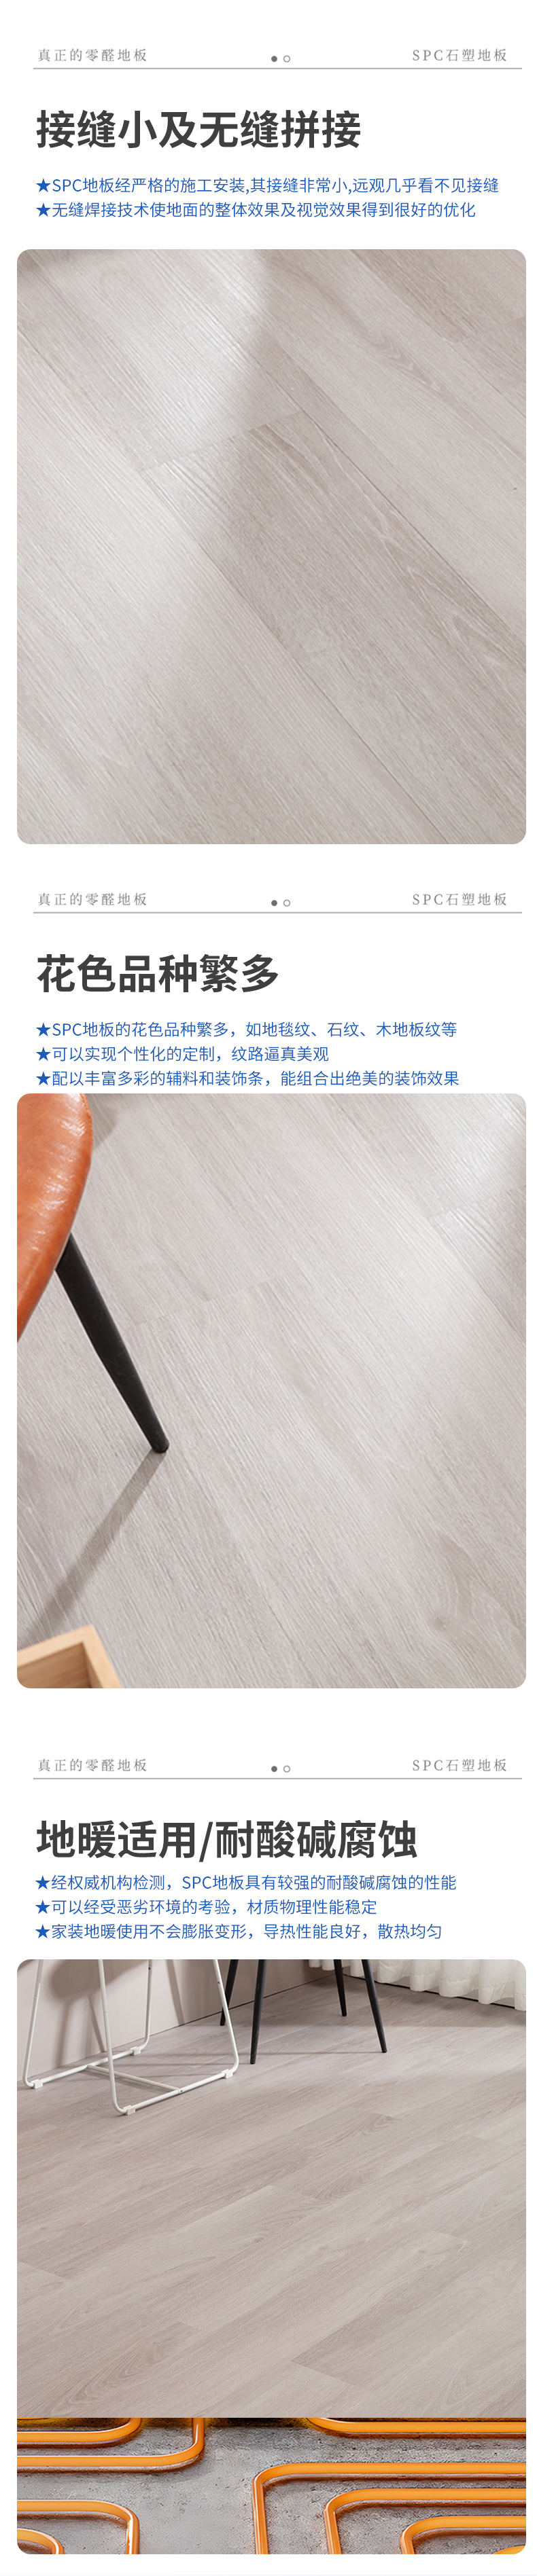 真正的零醛地板
SPC石塑地板
接缝小及无缝拼接
★SPC地板经严格的施工安装,其接缝非常小,远观几乎看不见接缝
★无缝焊接技术使地面的整体效果及视觉效果得到很好的优化
真正的零醛地板
SPC石塑地板
花色品种繁多
★SPC地板的花色品种繁多，如地毯纹、石纹、木地板纹等
★可以实现个性化的定制，纹路逼真美观
★配以丰富多彩的辅料和装饰条，能组合出绝美的装饰效果
真正的零醛地板
SPC石塑地板
地暖适用/耐酸碱腐蚀
★经权威机构检测，SPC地板具有较强的耐酸碱腐蚀的性能
★可以经受恶劣环境的考验，材质物理性能稳定
★家装地暖使用不会膨胀变形，导热性能良好，散热均匀